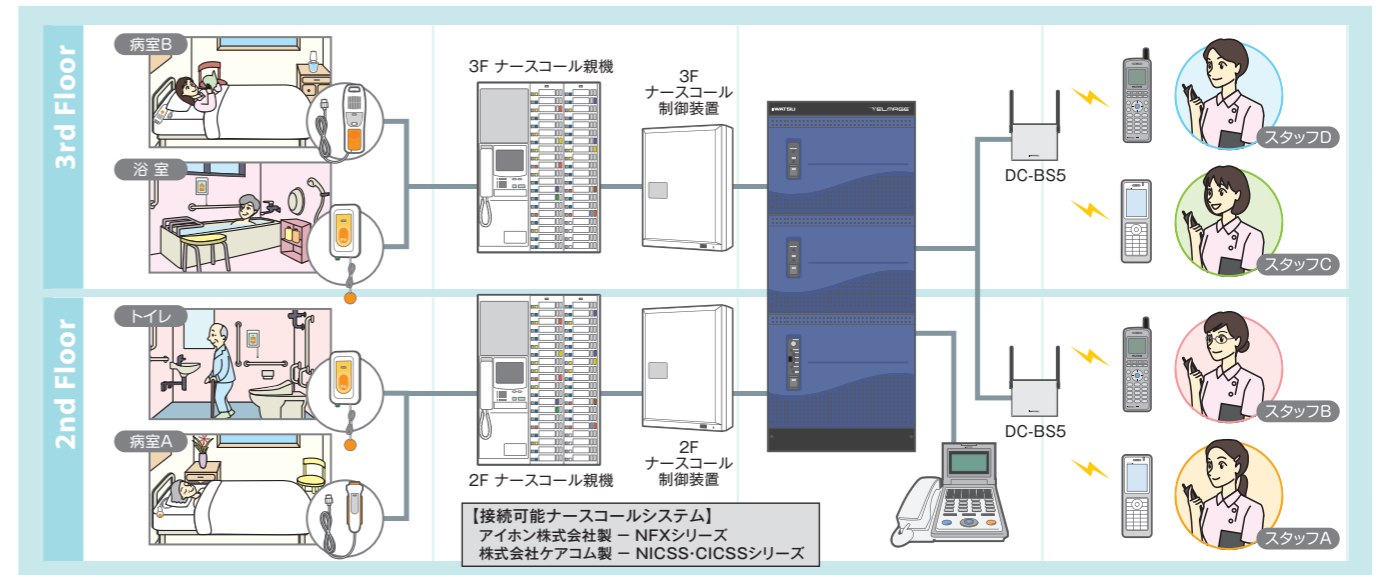 3rd Floor
病室B
浴 室
3F ナースコール親機
3F
ナースコール
制御装置
IWATSU TELMAGE
DC-BS5
スタッフD
スタッフC
2nd Floor
トイレ
病室A
2F ナースコール親機
2F
ナースコール
制御装置
DC-BS5
スタッフB
スタッフA
【接続可能ナースコールシステム】
アイホン株式会社製 － NFXシリーズ
株式会社ケアコム製 － NICSS・CICSSシリーズ